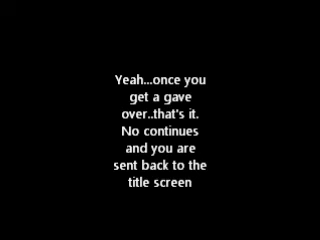 Yeah...once you
get a gave
over..that's it.
No continues
and you are
sent back to the
title screen